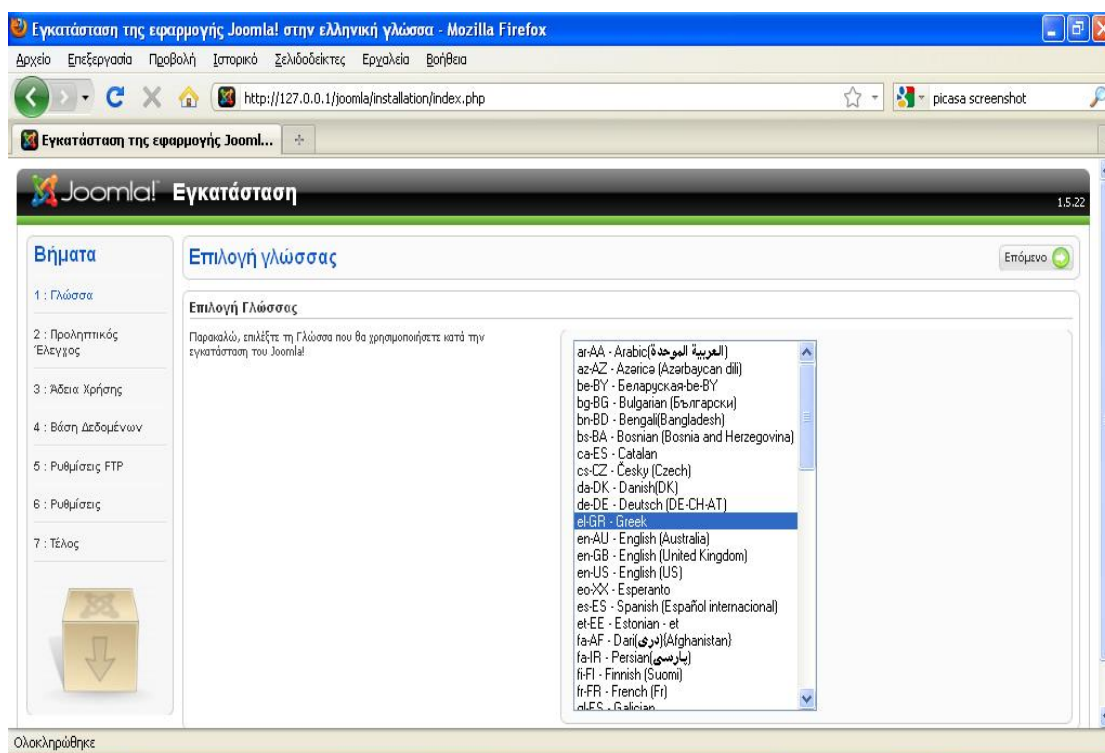 Εγκατάσταση της εφαρμογής Joomla! στην ελληνική γλώσσα - Mozilla Firefox
Αρχείο Επεξεργασία Προβολή Ιστορικό Σελιδοδείκτες Εργαλεία Βοήθεια
http://127.0.0.1/joomla/installation/index.php
picasa screenshot
Εγκατάσταση της εφαρμογής Jooml...
Joomla! Εγκατάσταση
1.5.22
Βήματα
1 : Γλώσσα
2 : Προληπτικός
Έλεγχος
3 : Άδεια Χρήσης
4 : Βάση Δεδομένων
5 : Ρυθμίσεις FTP
6 : Ρυθμίσεις
7 : Τέλος
Επιλογή γλώσσας
Επόμενο
Επιλογή Γλώσσας
Παρακαλώ, επιλέξτε τη Γλώσσα που θα χρησιμοποιήσετε κατά την
εγκατάσταση του Joomla!
ar-AA - Arabic(العربية الموحدة)
az-AZ - Azəricə (Azərbaycan dili)
be-BY - Беларуская-be-BY
bg-BG - Bulgarian (Български)
bn-BD - Bengali(Bangladesh)
bs-BA - Bosnian (Bosnia and Herzegovina)
ca-ES - Catalan
cs-CZ - Česky (Czech)
da-DK - Danish(DK)
de-DE - Deutsch (DE-CH-AT)
el-GR - Greek
en-AU - English (Australia)
en-GB - English (United Kingdom)
en-US - English (US)
eo-XX - Esperanto
es-ES - Spanish (Español internacional)
et-EE - Estonian - et
fa-AF - Dari(دری)(Afghanistan)
fa-IR - Persian(پارسی)
fi-FI - Finnish (Suomi)
fr-FR - French (Fr)
gl-ES - Galician
Ολοκληρώθηκε